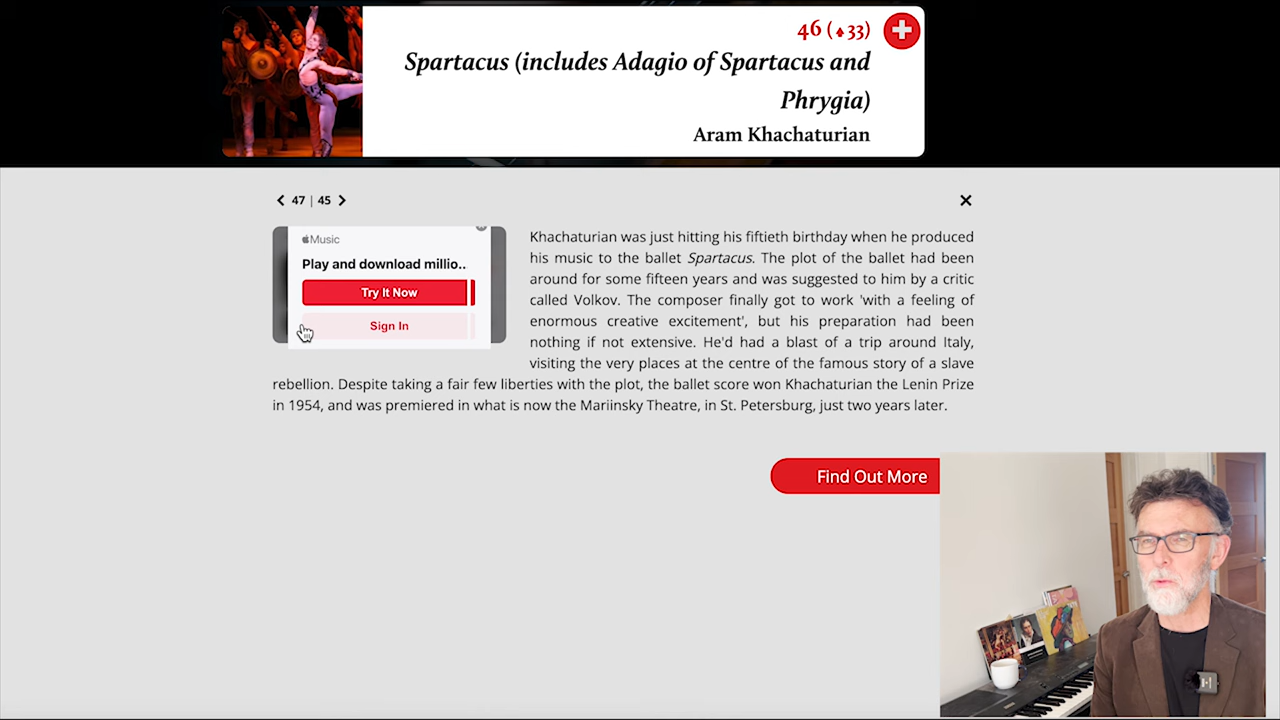 46 (♠33)
Spartacus (includes Adagio of Spartacus and
Phrygia)
Aram Khachaturian
47 | 45
Music
Play and download millio..
Try It Now
Sign In
Khachaturian was just hitting his fiftieth birthday when he produced
his music to the ballet Spartacus. The plot of the ballet had been
around for some fifteen years and was suggested to him by a critic
called Volkov. The composer finally got to work 'with a feeling of
enormous creative excitement', but his preparation had been
nothing if not extensive. He'd had a blast of a trip around Italy,
visiting the very places at the centre of the famous story of a slave
rebellion. Despite taking a fair few liberties with the plot, the ballet score won Khachaturian the Lenin Prize
in 1954, and was premiered in what is now the Mariinsky Theatre, in St. Petersburg, just two years later.
Find Out More